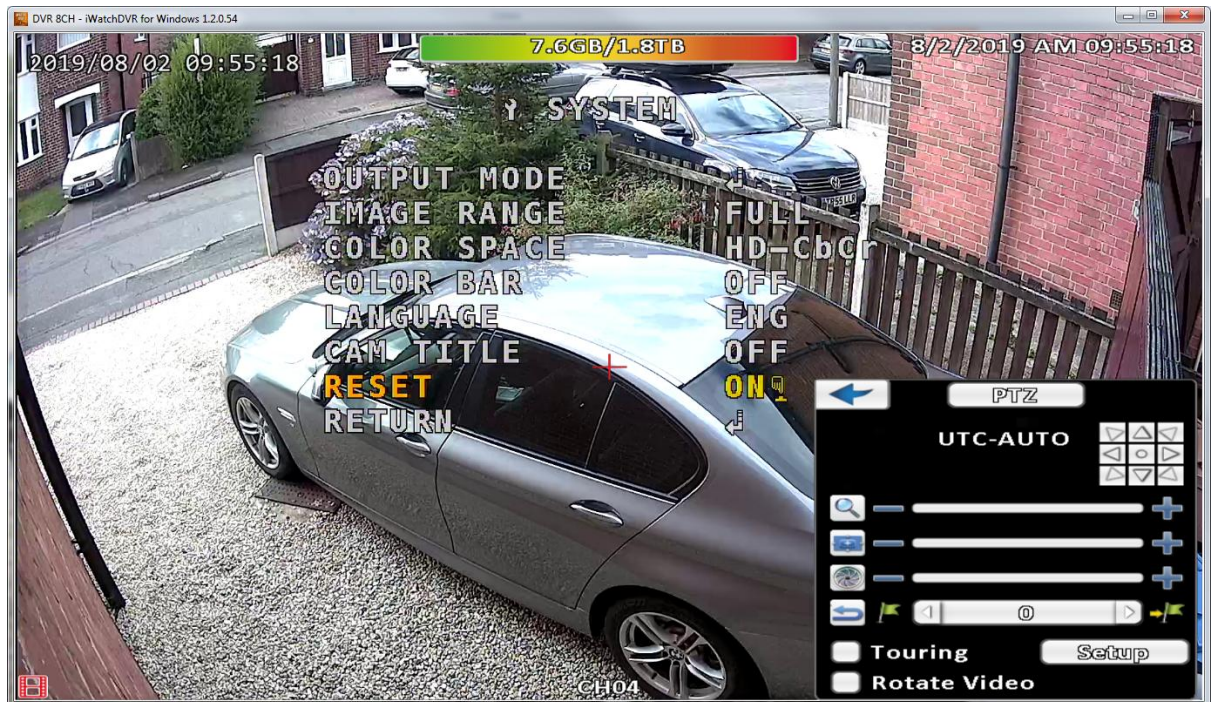 DVR 8CH - iWatchDVR for Windows 1.2.0.54
7.6GB/1.8TB
8/2/2019 AM 09:55:18
2019/08/02 09:55:18
SYSTEM
OUTPUT MODE
IMAGE RANGE FULL
COLOR SPACE HD-CbCr
COLOR BAR OFF
LANGUAGE ENG
CAM TITLE OFF
RESET ON
RETURN
PTZ
UTC-AUTO
0
Touring Setup
Rotate Video
CH04